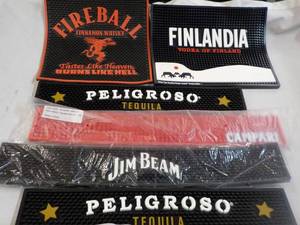 FIREBALL
CINNAMON WHISKY
Tastes Like Heaven,
BURNS LIKE HELL
FINLANDIA
VODKA OF FINLAND
PELIGROSO
TEQUILA
CAMPARI
JIM BEAM
PELIGROSO
TEQUILA